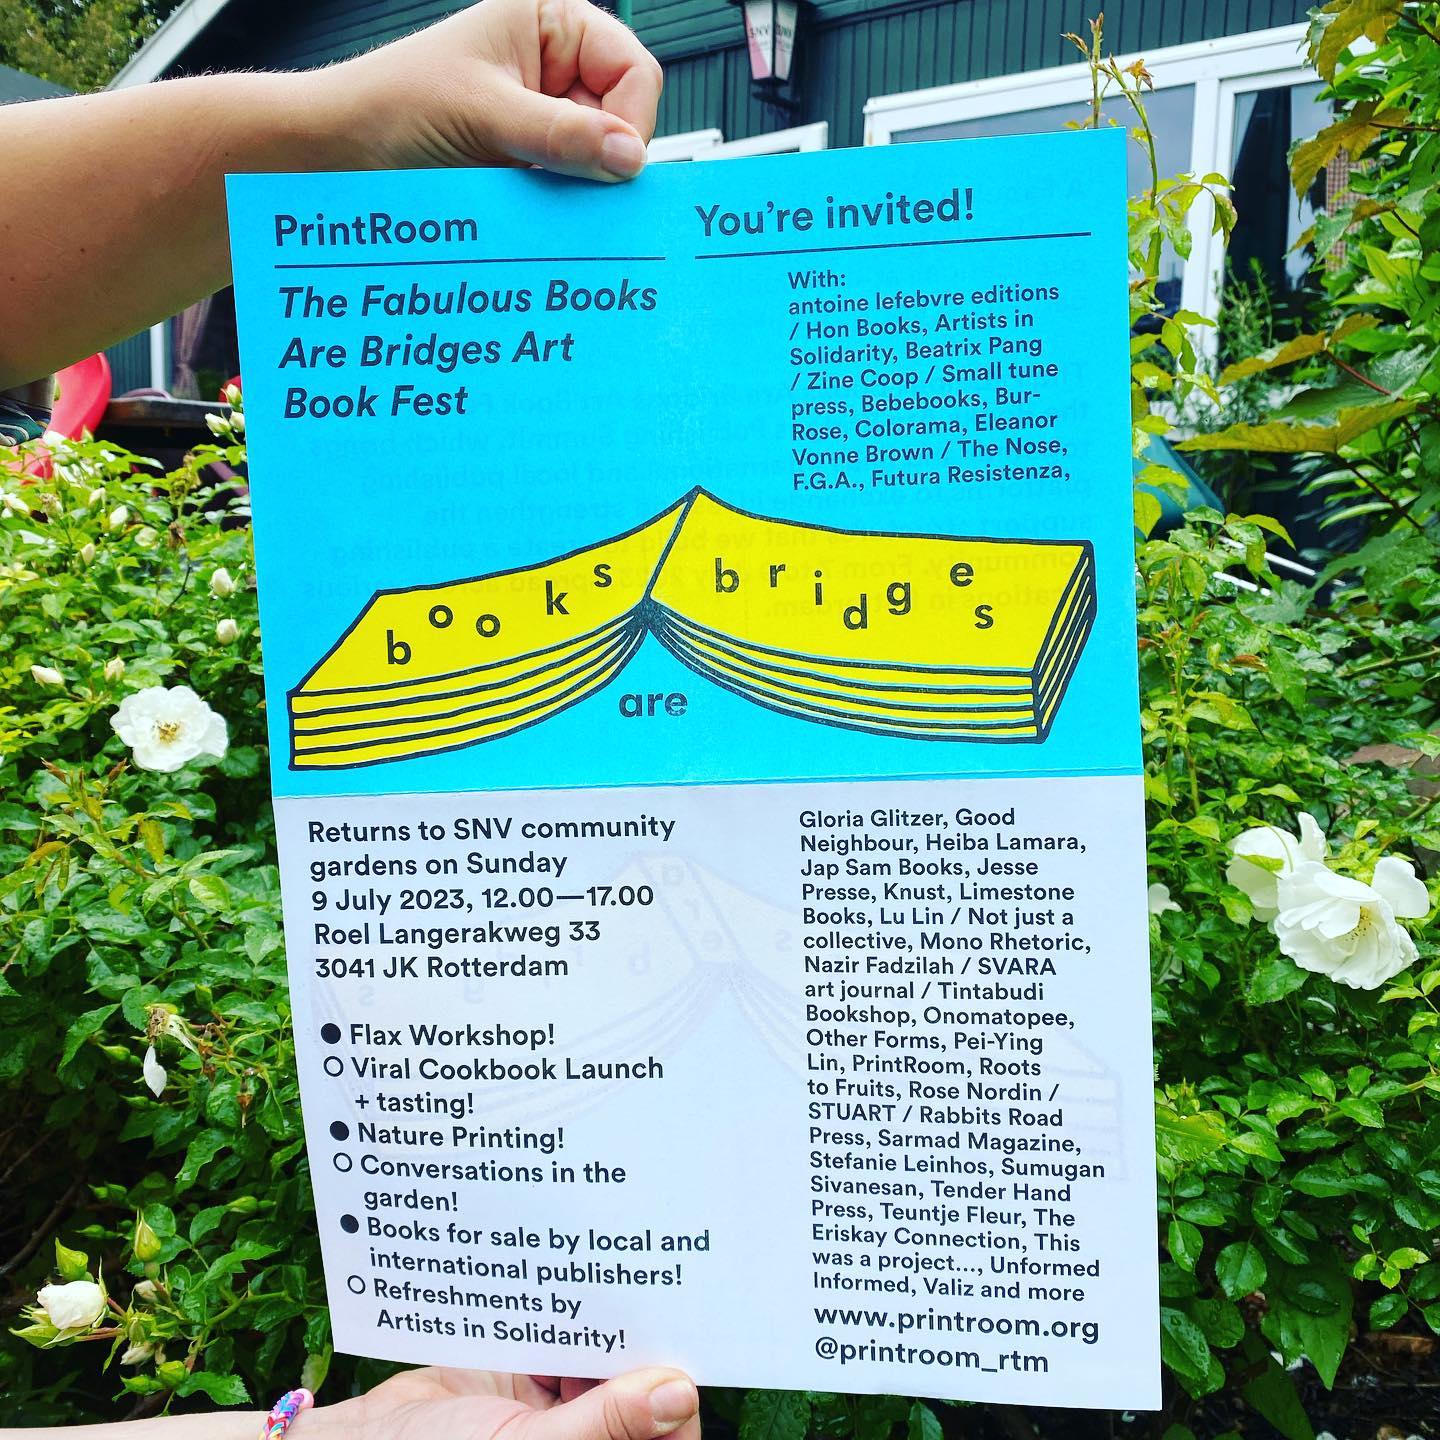 PrintRoom
The Fabulous Books
Are Bridges Art
Book Fest
You're invited!
With:
antoine lefebvre editions
/ Hon Books, Artists in
Solidarity, Beatrix Pang
/ Zine Coop / Small tune
press, Bebebooks, Bur-
Rose, Colorama, Eleanor
Vonne Brown / The Nose,
F.G.A., Futura Resistenza,
books bridges
are
Returns to SNV community
gardens on Sunday
9 July 2023, 12.00—17.00
Roel Langerakweg 33
3041 JK Rotterdam
● Flax Workshop!
○ Viral Cookbook Launch
+ tasting!
● Nature Printing!
○ Conversations in the
garden!
● Books for sale by local and
international publishers!
○ Refreshments by
Artists in Solidarity!
Gloria Glitzer, Good
Neighbour, Heiba Lamara,
Jap Sam Books, Jesse
Presse, Knust, Limestone
Books, Lu Lin / Not just a
collective, Mono Rhetoric,
Nazir Fadzilah / SVARA
art journal / Tintabudi
Bookshop, Onomatopee,
Other Forms, Pei-Ying
Lin, PrintRoom, Roots
to Fruits, Rose Nordin /
STUART / Rabbits Road
Press, Sarmad Magazine,
Stefanie Leinhos, Sumugan
Sivanesan, Tender Hand
Press, Teuntje Fleur, The
Eriskay Connection, This
was a project..., Unformed
Informed, Valiz and more
www.printroom.org
@printroom_rtm